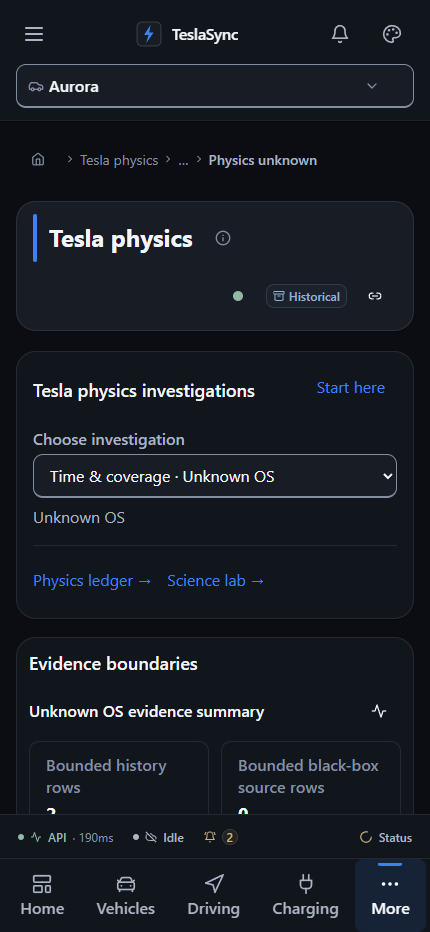 TeslaSync
Aurora
Tesla physics > ... > Physics unknown
Tesla physics
Historical
Tesla physics investigations
Start here
Choose investigation
Time & coverage · Unknown OS
Unknown OS
Physics ledger →
Science lab →
Evidence boundaries
Unknown OS evidence summary
Bounded history
rows
Bounded black-box
source rows
API · 190ms
Idle
2
Status
Home
Vehicles
Driving
Charging
More